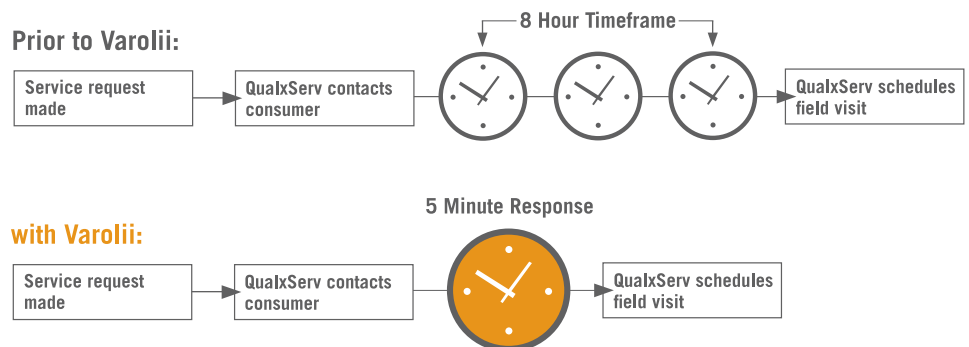 8 Hour Timeframe
Prior to Varolii:
Service request
made
QualxServ contacts
consumer
QualxServ schedules
field visit
5 Minute Response
with Varolii:
Service request
made
QualxServ contacts
consumer
QualxServ schedules
field visit